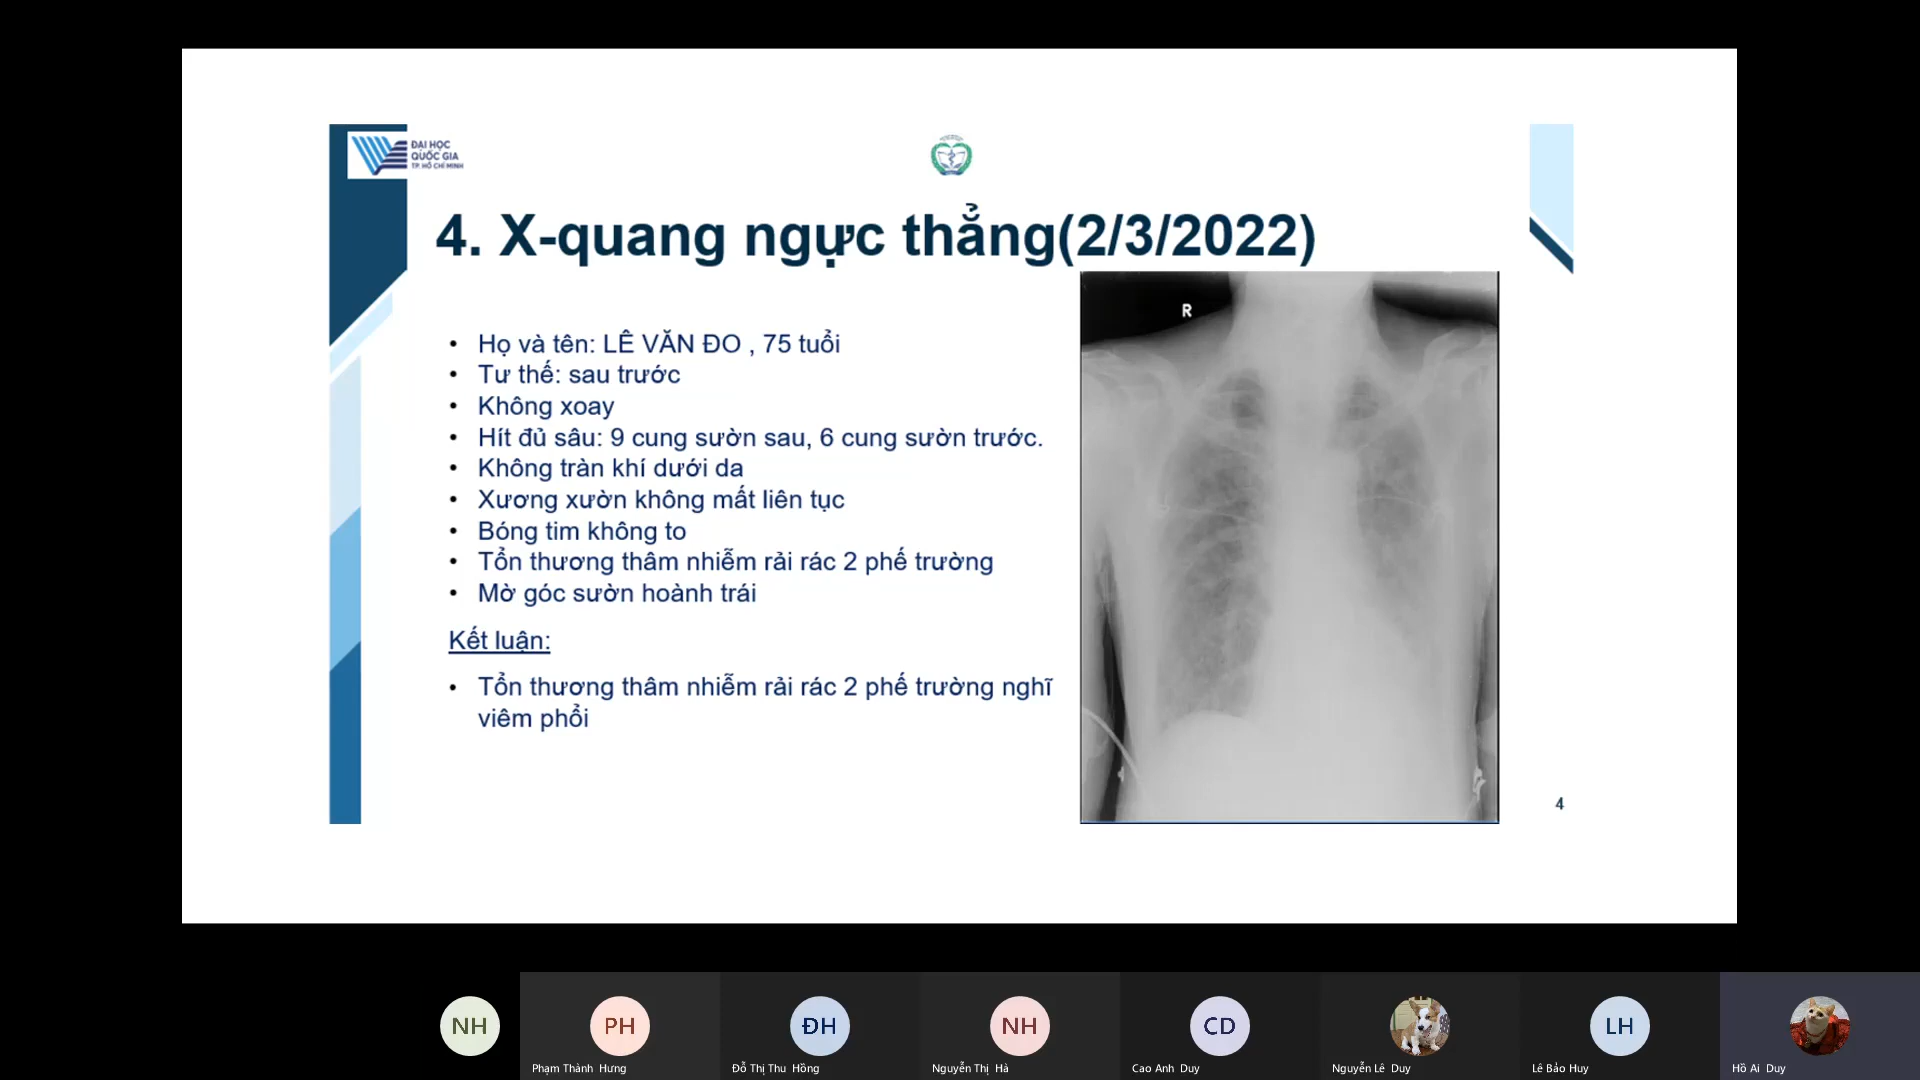 ĐẠI HỌC
QUỐC GIA
TP. HỒ CHÍ MINH
4. X-quang ngực thẳng(2/3/2022)
R
• Họ và tên: LÊ VĂN ĐO , 75 tuổi
• Tư thế: sau trước
• Không xoay
• Hít đủ sâu: 9 cung sườn sau, 6 cung sườn trước.
• Không tràn khí dưới da
• Xương xườn không mất liên tục
• Bóng tim không to
• Tổn thương thâm nhiễm rải rác 2 phế trường
• Mờ góc sườn hoành trái
Kết luận:
• Tổn thương thâm nhiễm rải rác 2 phế trường nghĩ
viêm phổi
4
NH
PH
ĐH
NH
CD
LH
Phạm Thành Hưng
Đỗ Thị Thu Hồng
Nguyễn Thị Hà
Cao Anh Duy
Nguyễn Lê Duy
Lê Bảo Huy
Hồ Ai Duy